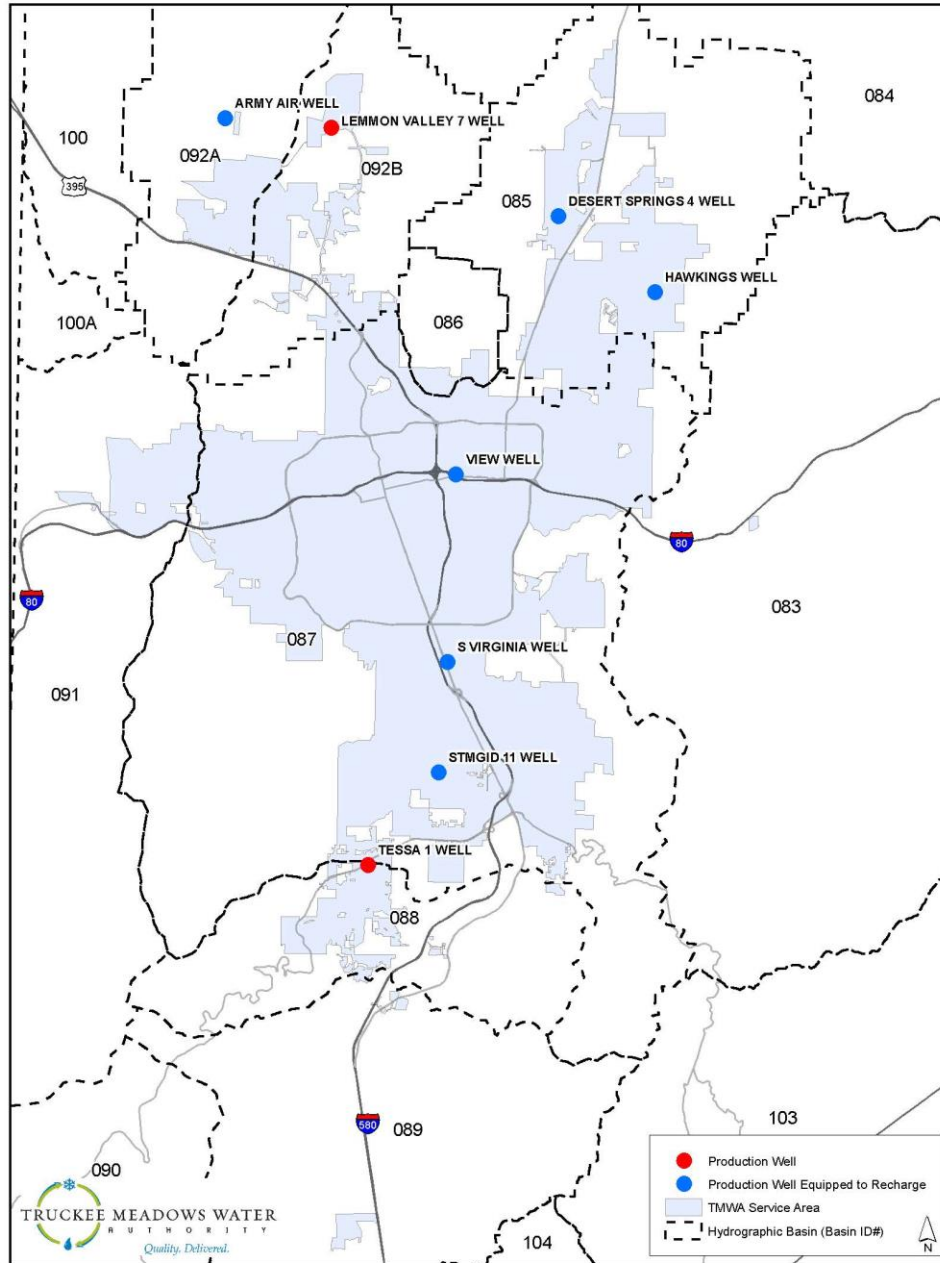 084
ARMY AIR WELL
LEMMON VALLEY 7 WELL
100
092A
092B
395
085
DESERT SPRINGS 4 WELL
HAWKINGS WELL
100A
086
VIEW WELL
80
80
083
087
S VIRGINIA WELL
091
STMGID 11 WELL
TESSA 1 WELL
088
580
089
103
090
104
Production Well
Production Well Equipped to Recharge
TMWA Service Area
Hydrographic Basin (Basin ID#)
N
TRUCKEE MEADOWS WATER
AUTHORITY
Quality. Delivered.